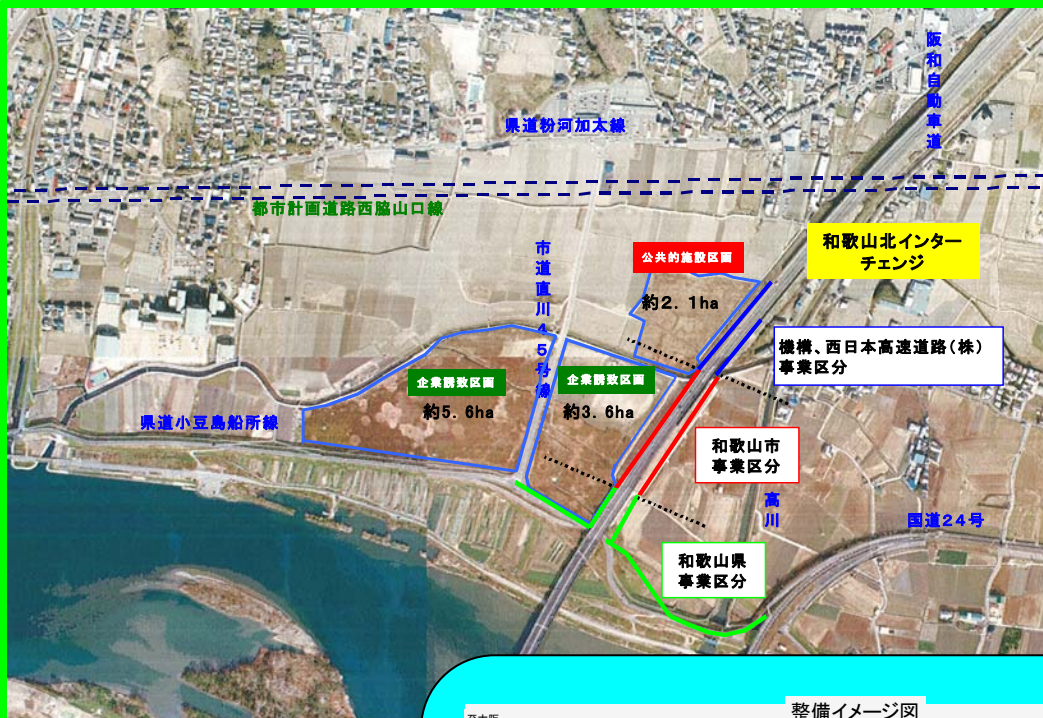 阪和自動車道
県道粉河加太線
都市計画道路西脇山口線
市道直川45号線
公共的施設区画
約2.1ha
和歌山北インター
チェンジ
機構、西日本高速道路(株)
事業区分
企業誘致区画
約5.6ha
企業誘致区画
約3.6ha
県道小豆島船所線
和歌山市
事業区分
高川
国道24号
和歌山県
事業区分
整備イメージ図